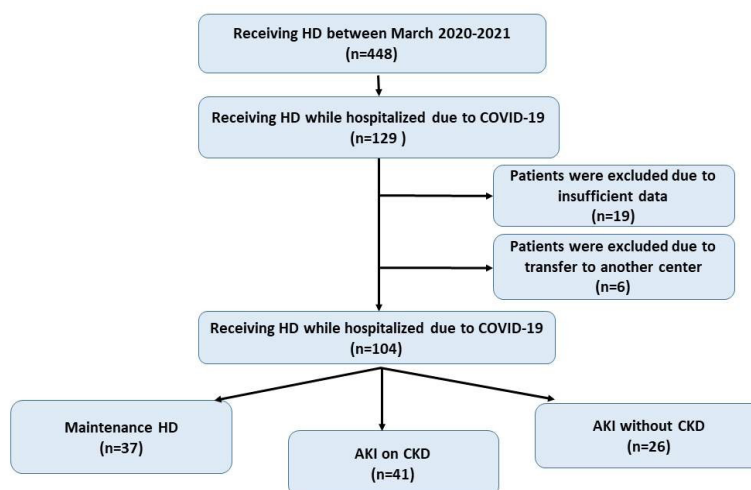 Receiving HD between March 2020-2021
(n=448)
Receiving HD while hospitalized due to COVID-19
(n=129 )
Patients were excluded due to
insufficient data
(n=19)
Patients were excluded due to
transfer to another center
(n=6)
Receiving HD while hospitalized due to COVID-19
(n=104)
Maintenance HD
(n=37)
AKI on CKD
(n=41)
AKI without CKD
(n=26)